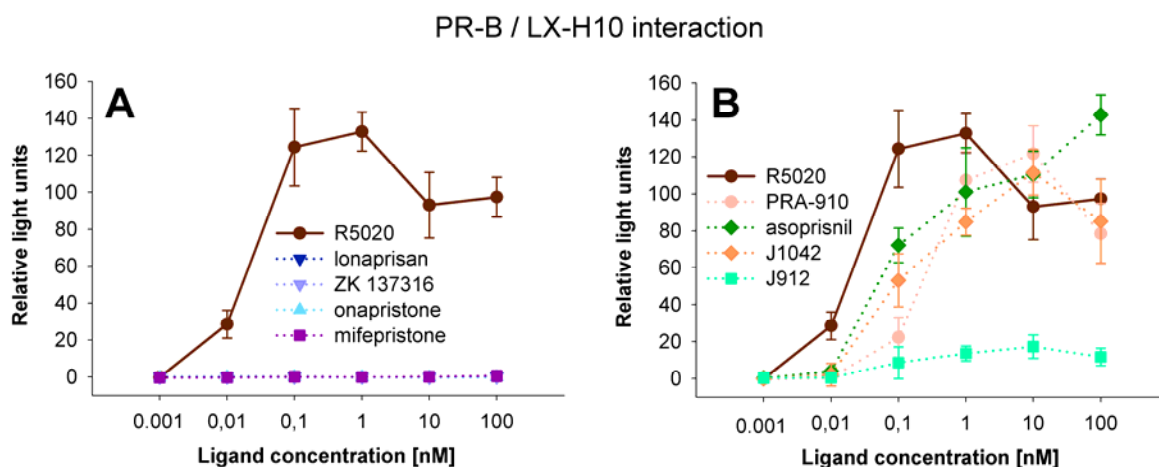 PR-B / LX-H10 interaction
A
Relative light units
160
140
120
100
80
60
40
20
0
R5020
lonaprisan
ZK 137316
onapristone
mifepristone
0.001
0,01
0,1
1
10
100
Ligand concentration [nM]
B
Relative light units
160
140
120
100
80
60
40
20
0
R5020
PRA-910
asoprisnil
J1042
J912
0.001
0,01
0,1
1
10
100
Ligand concentration [nM]